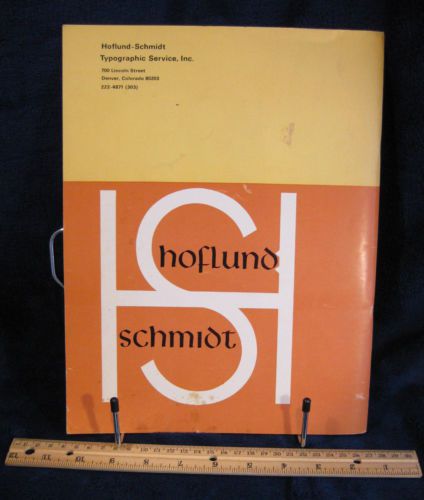 Hoflund-Schmidt
Typographic Service, Inc.
700 Lincoln Street
Denver, Colorado 80203
222-4871 (303)
hoflund
schmidt